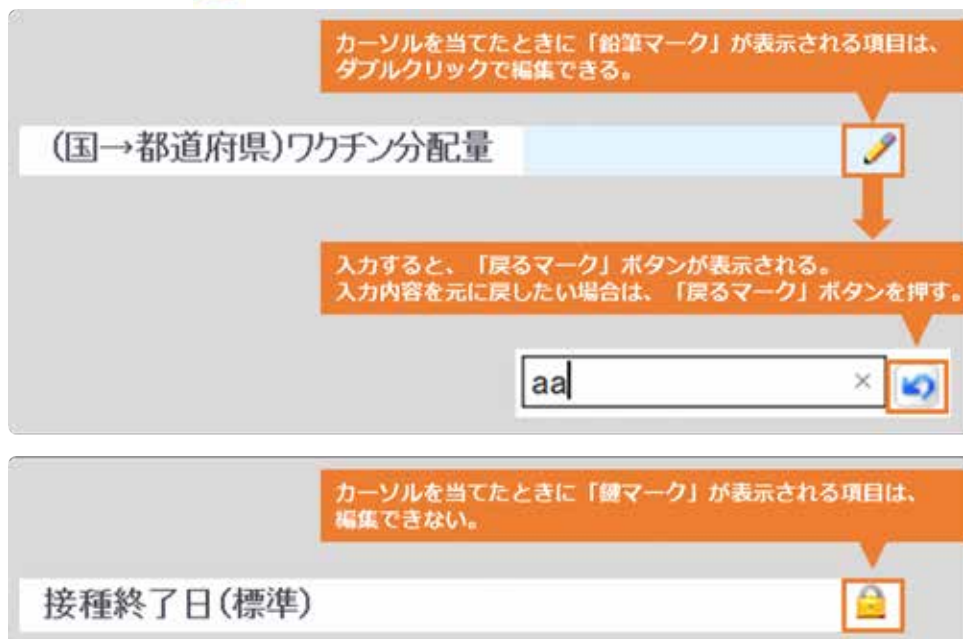 カーソルを当てたときに「鉛筆マーク」が表示される項目は、
ダブルクリックで編集できる。
(国→都道府県)ワクチン分配量
入力すると、「戻るマーク」ボタンが表示される。
入力内容を元に戻したい場合は、「戻るマーク」ボタンを押す。
aa
カーソルを当てたときに「鍵マーク」が表示される項目は、
編集できない。
接種終了日(標準)